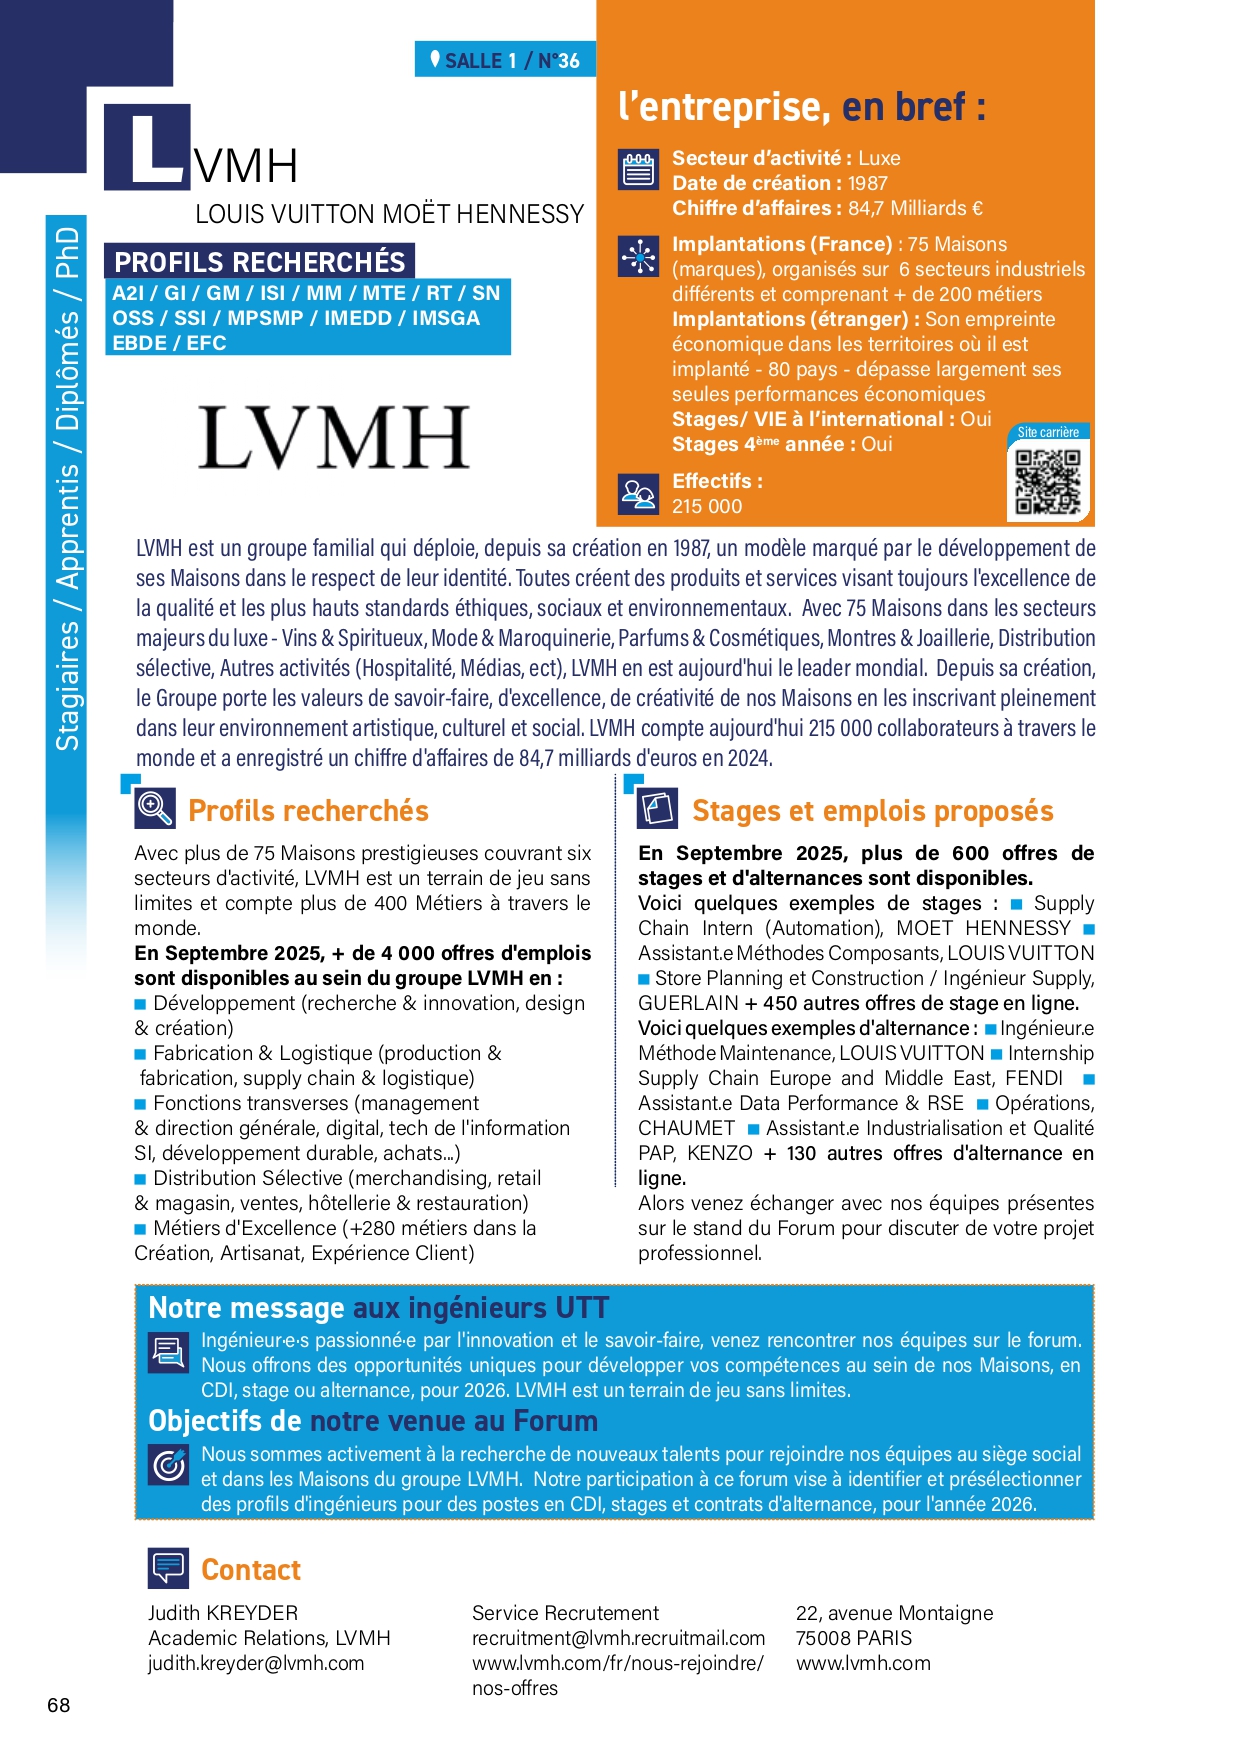 SALLE 1 / N°36
LVMH
LOUIS VUITTON MOËT HENNESSY
PROFILS RECHERCHÉS
A2I / GI / GM / ISI / MM / MTE / RT / SN
OSS / SSI / MPSMP / IMEDD / IMSGA
EBDE / EFC
LVMH
Stagiaires / Apprentis / Diplômés / PhD
l'entreprise, en bref :
Secteur d'activité : Luxe
Date de création : 1987
Chiffre d'affaires : 84,7 Milliards €
Implantations (France) : 75 Maisons
(marques), organisés sur 6 secteurs industriels
différents et comprenant + de 200 métiers
Implantations (étranger) : Son empreinte
économique dans les territoires où il est
implanté - 80 pays - dépasse largement ses
seules performances économiques
Stages/ VIE à l'international : Oui
Stages 4ème année : Oui
Site carrière
Effectifs :
215 000
LVMH est un groupe familial qui déploie, depuis sa création en 1987, un modèle marqué par le développement de
ses Maisons dans le respect de leur identité. Toutes créent des produits et services visant toujours l'excellence de
la qualité et les plus hauts standards éthiques, sociaux et environnementaux. Avec 75 Maisons dans les secteurs
majeurs du luxe - Vins & Spiritueux, Mode & Maroquinerie, Parfums & Cosmétiques, Montres & Joaillerie, Distribution
sélective, Autres activités (Hospitalité, Médias, ect), LVMH en est aujourd'hui le leader mondial. Depuis sa création,
le Groupe porte les valeurs de savoir-faire, d'excellence, de créativité de nos Maisons en les inscrivant pleinement
dans leur environnement artistique, culturel et social. LVMH compte aujourd'hui 215 000 collaborateurs à travers le
monde et a enregistré un chiffre d'affaires de 84,7 milliards d'euros en 2024.
Profils recherchés
Avec plus de 75 Maisons prestigieuses couvrant six
secteurs d'activité, LVMH est un terrain de jeu sans
limites et compte plus de 400 Métiers à travers le
monde.
En Septembre 2025, + de 4 000 offres d'emplois
sont disponibles au sein du groupe LVMH en :
■ Développement (recherche & innovation, design
& création)
■ Fabrication & Logistique (production &
fabrication, supply chain & logistique)
■ Fonctions transverses (management
& direction générale, digital, tech de l'information
SI, développement durable, achats...)
■ Distribution Sélective (merchandising, retail
& magasin, ventes, hôtellerie & restauration)
■ Métiers d'Excellence (+280 métiers dans la
Création, Artisanat, Expérience Client)
Stages et emplois proposés
En Septembre 2025, plus de 600 offres de
stages et d'alternances sont disponibles.
Voici quelques exemples de stages : ■ Supply
Chain Intern (Automation), MOET HENNESSY ■
Assistant.e Méthodes Composants, LOUIS VUITTON
■ Store Planning et Construction / Ingénieur Supply,
GUERLAIN + 450 autres offres de stage en ligne.
Voici quelques exemples d'alternance : ■ Ingénieur.e
Méthode Maintenance, LOUIS VUITTON ■ Internship
Supply Chain Europe and Middle East, FENDI ■
Assistant.e Data Performance & RSE ■ Opérations,
CHAUMET ■ Assistant.e Industrialisation et Qualité
PAP, KENZO + 130 autres offres d'alternance en
ligne.
Alors venez échanger avec nos équipes présentes
sur le stand du Forum pour discuter de votre projet
professionnel.
Notre message aux ingénieurs UTT
Ingénieur·e·s passionné·e par l'innovation et le savoir-faire, venez rencontrer nos équipes sur le forum.
Nous offrons des opportunités uniques pour développer vos compétences au sein de nos Maisons, en
CDI, stage ou alternance, pour 2026. LVMH est un terrain de jeu sans limites.
Objectifs de notre venue au Forum
Nous sommes activement à la recherche de nouveaux talents pour rejoindre nos équipes au siège social
et dans les Maisons du groupe LVMH. Notre participation à ce forum vise à identifier et présélectionner
des profils d'ingénieurs pour des postes en CDI, stages et contrats d'alternance, pour l'année 2026.
Contact
Judith KREYDER
Academic Relations, LVMH
judith.kreyder@lvmh.com
Service Recrutement
recruitment@lvmh.recruitmail.com
www.lvmh.com/fr/nous-rejoindre/
nos-offres
22, avenue Montaigne
75008 PARIS
www.lvmh.com
68